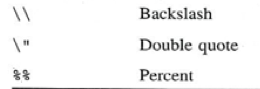 \\ Backslash
\" Double quote
%% Percent